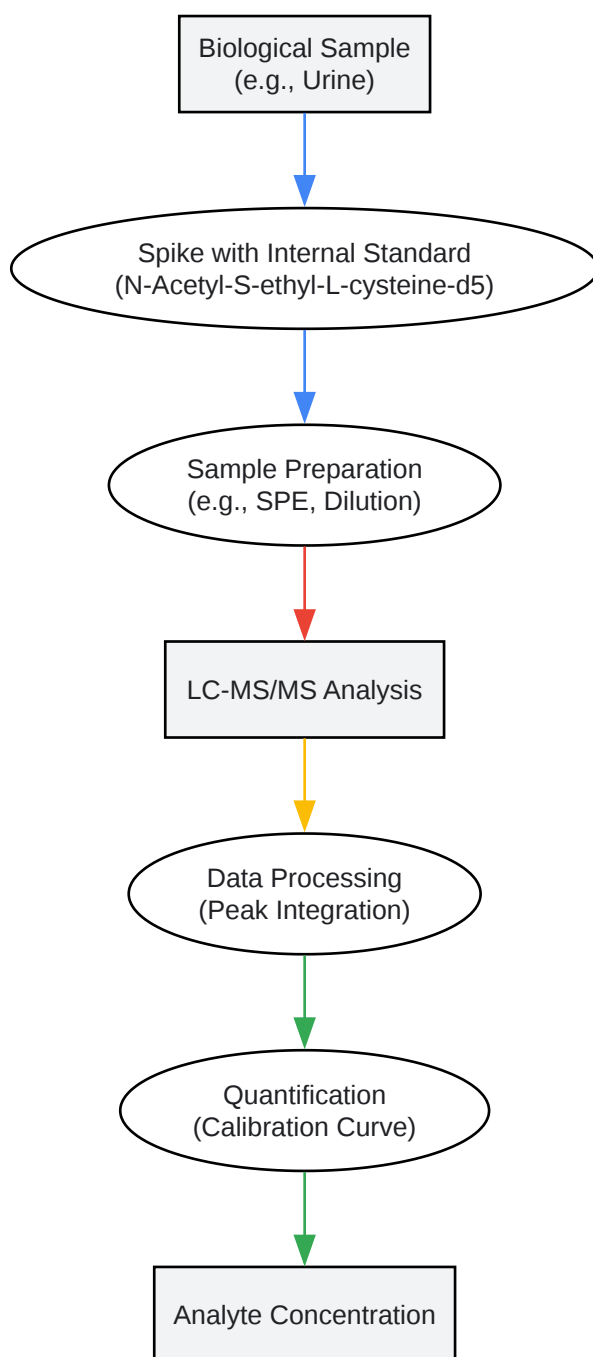 Biological Sample
(e.g., Urine)
Spike with Internal Standard
(N-Acetyl-S-ethyl-L-cysteine-d5)
Sample Preparation
(e.g., SPE, Dilution)
LC-MS/MS Analysis
Data Processing
(Peak Integration)
Quantification
(Calibration Curve)
Analyte Concentration